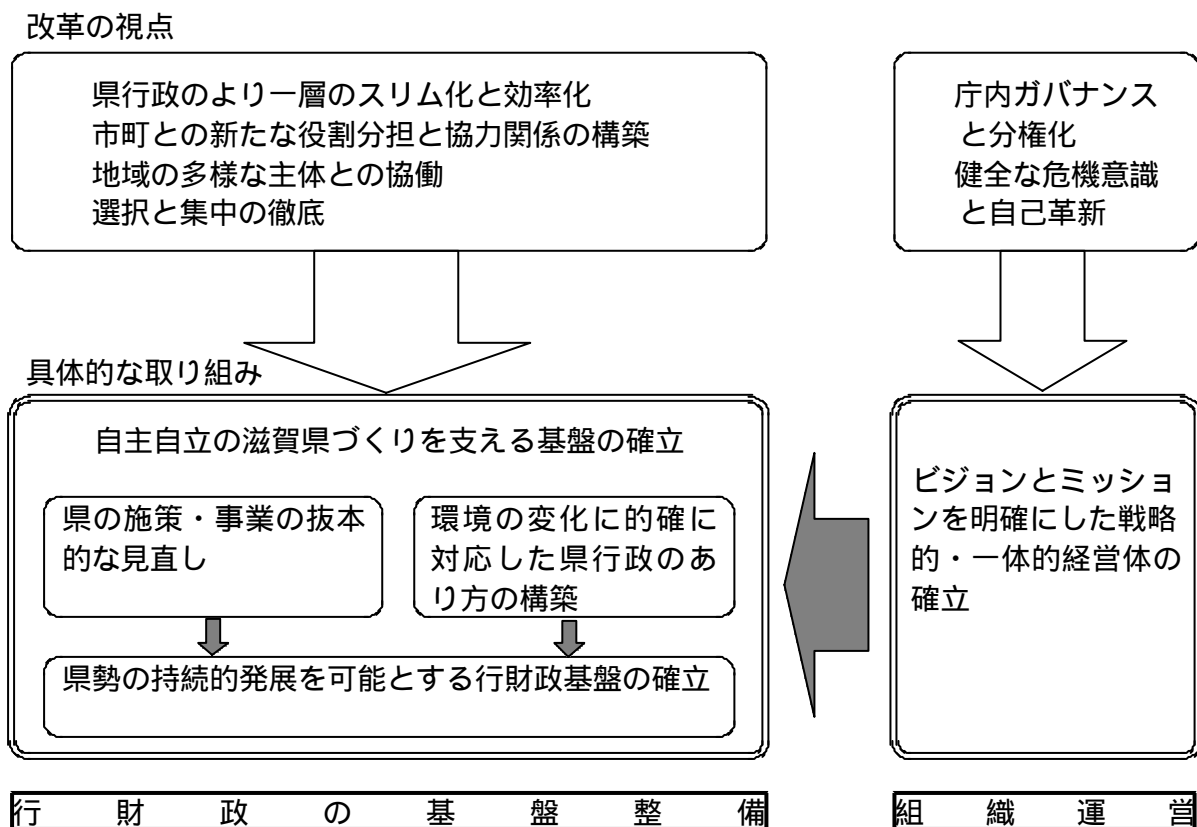 改革の視点
県行政のより一層のスリム化と効率化
市町との新たな役割分担と協力関係の構築
地域の多様な主体との協働
選択と集中の徹底
庁内ガバナンス
と分権化
健全な危機意識
と自己革新
具体的な取り組み
自主自立の滋賀県づくりを支える基盤の確立
県の施策・事業の抜本
的な見直し
環境の変化に的確に
対応した県行政のあ
り方の構築
県勢の持続的発展を可能とする行財政基盤の確立
ビジョンとミッショ
ンを明確にした戦略
的・一体的経営体の
確立
行財政の基盤整備
組織運営